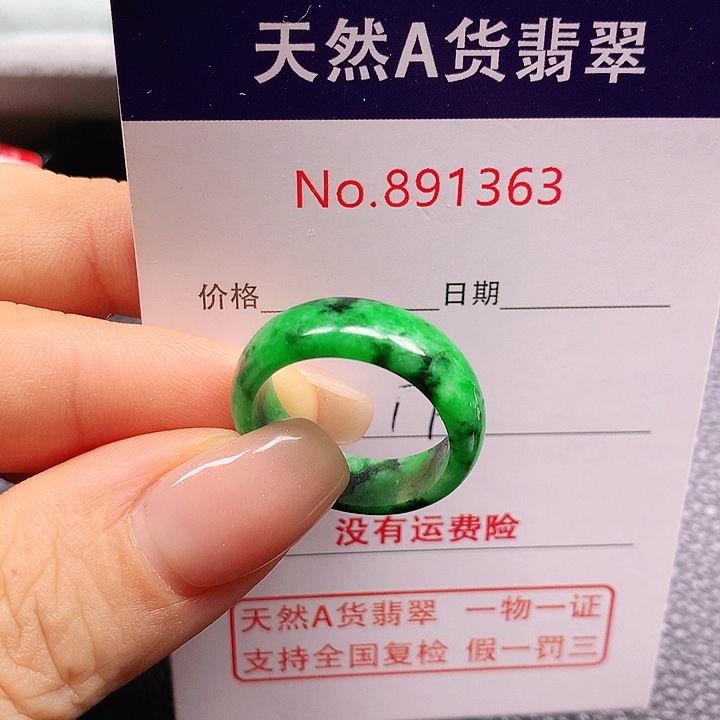 天然A货翡翠
No.891363
价格 日期
没有运费险
天然A货翡翠 一物一证
支持全国复检 假一罚三